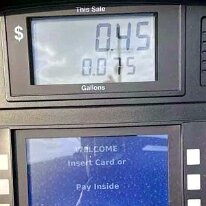 This Sale
$ 0.45
0.075
Gallons
WELCOME
Insert Card or
Pay Inside